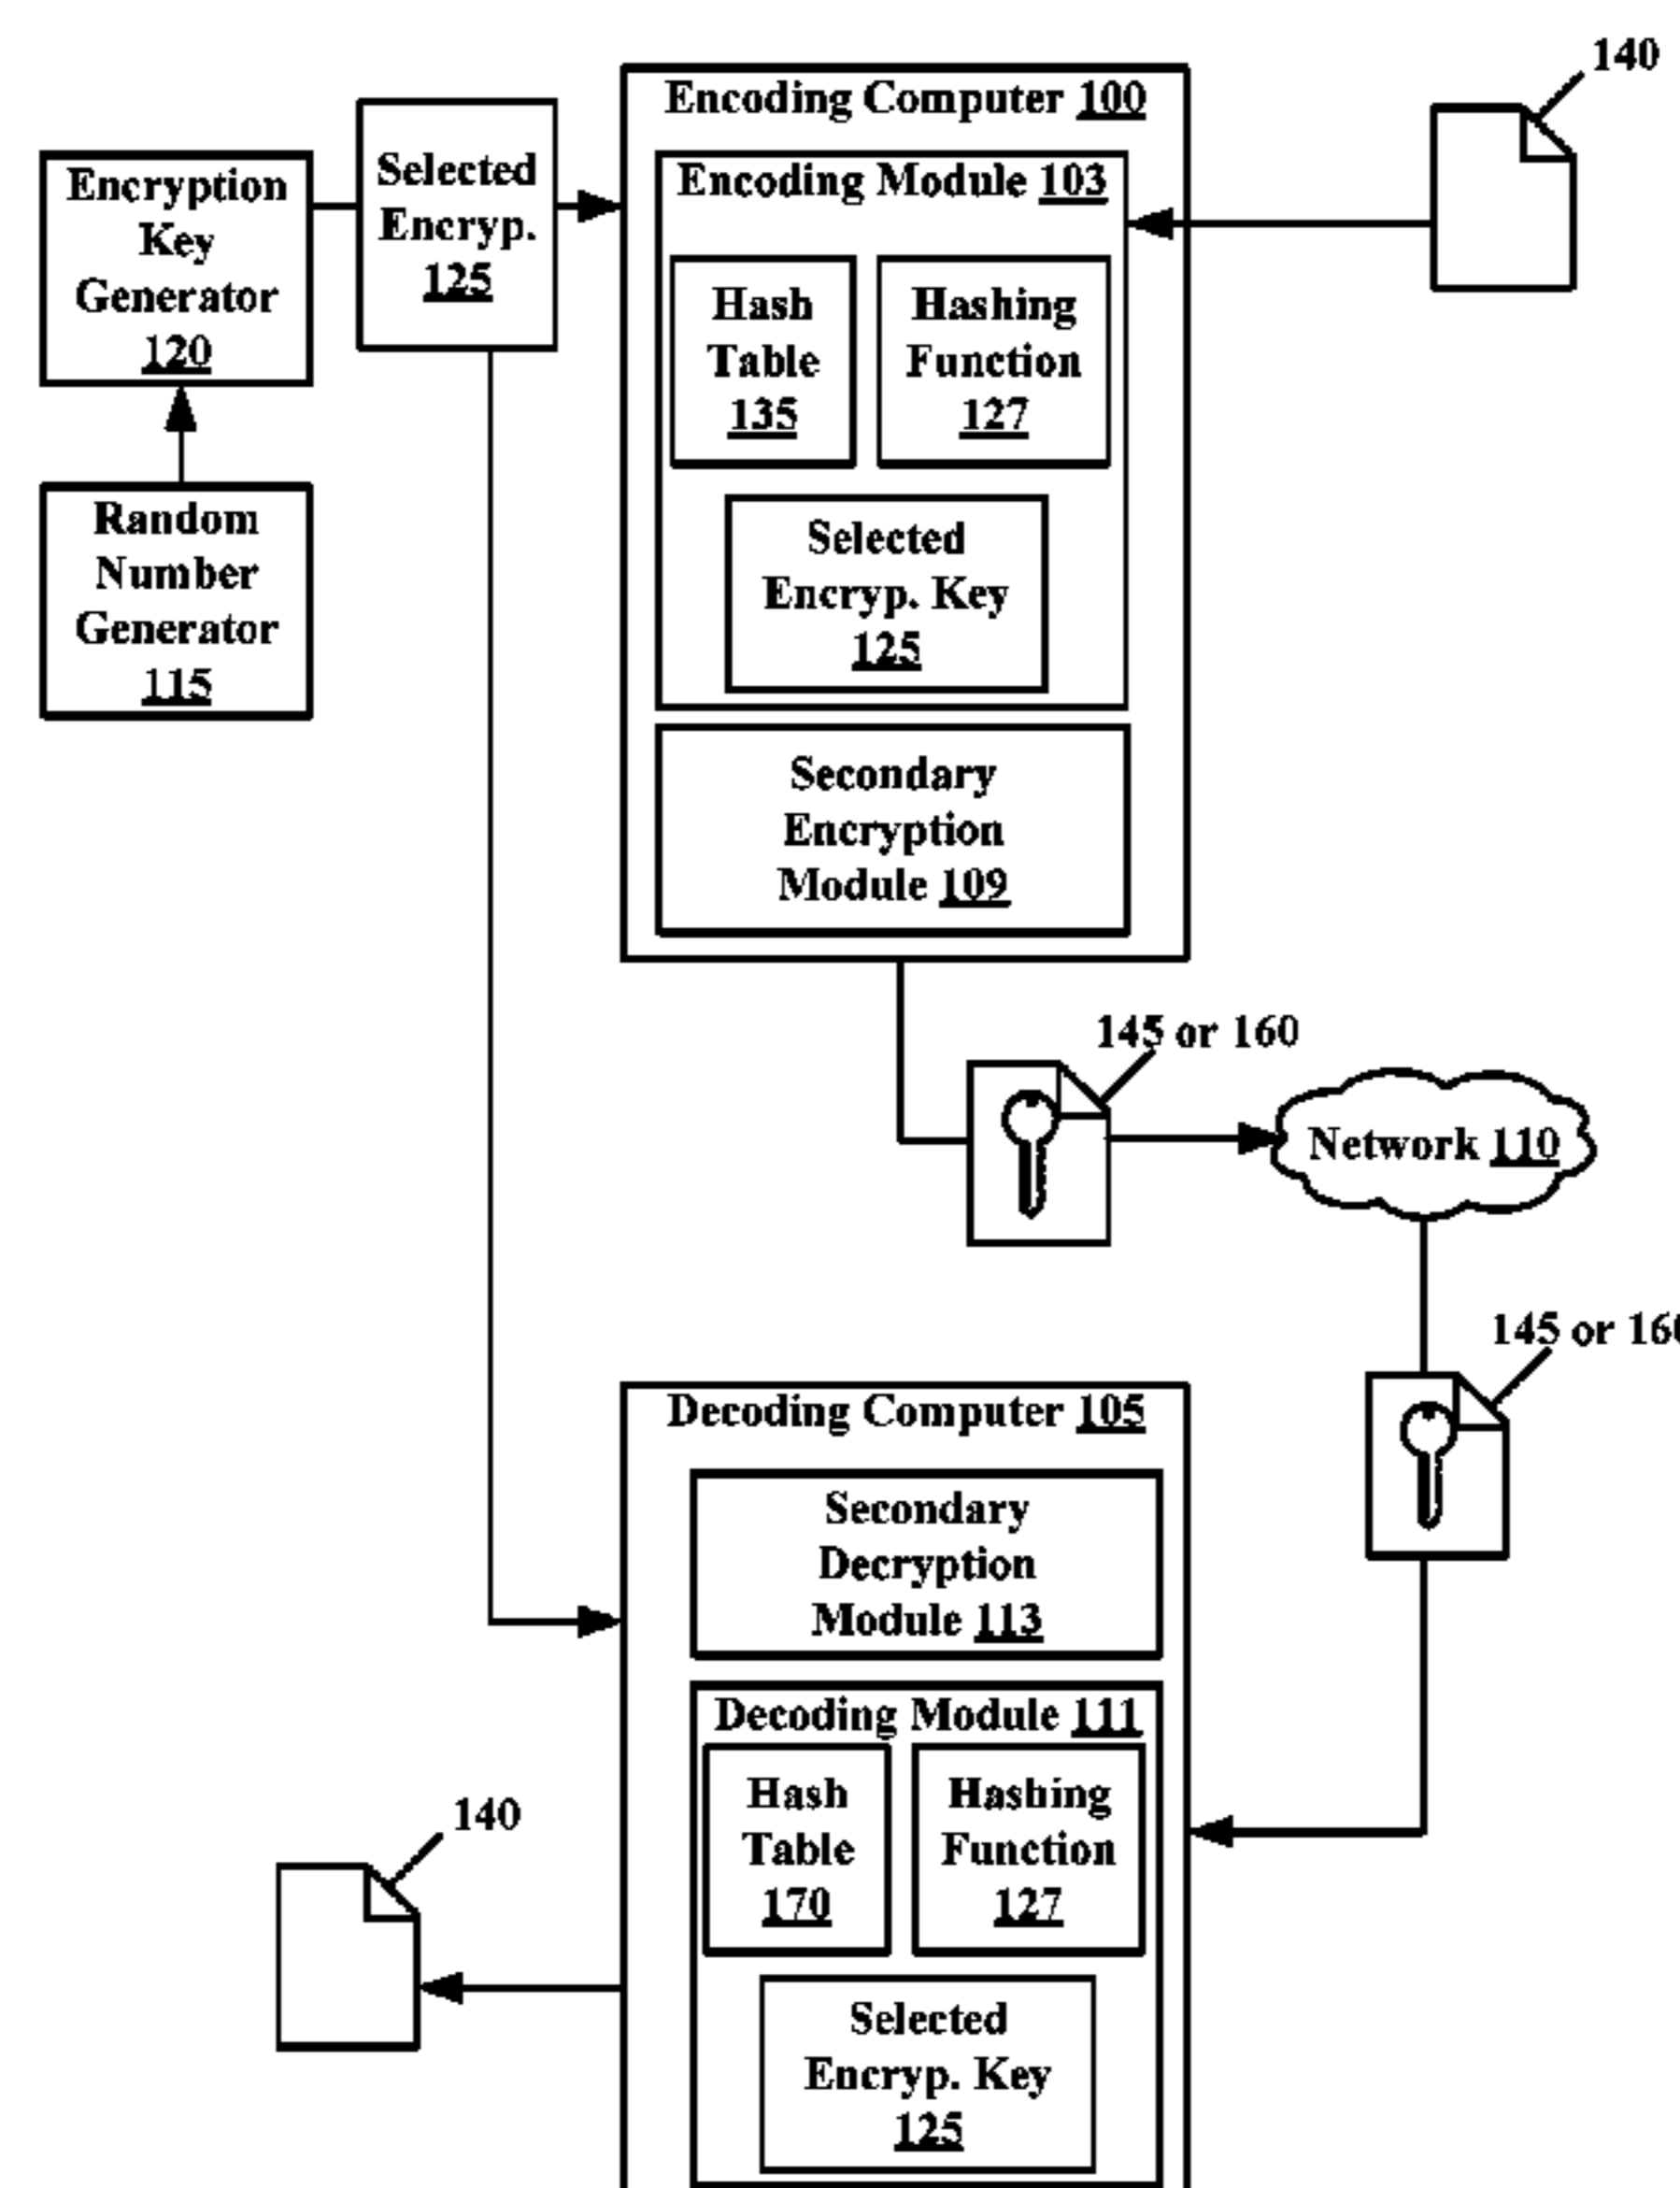 140
Encoding Computer 100
Encryption
Key
Generator
120
Selected
Encryp.
125
Encoding Module 103
Hash
Table
135
Hashing
Function
127
Random
Number
Generator
115
Selected
Encryp. Key
125
Secondary
Encryption
Module 109
145 or 160
Network 110
145 or 160
Decoding Computer 105
Secondary
Decryption
Module 113
Decoding Module 111
Hash
Table
170
Hashing
Function
127
140
Selected
Encryp. Key
125